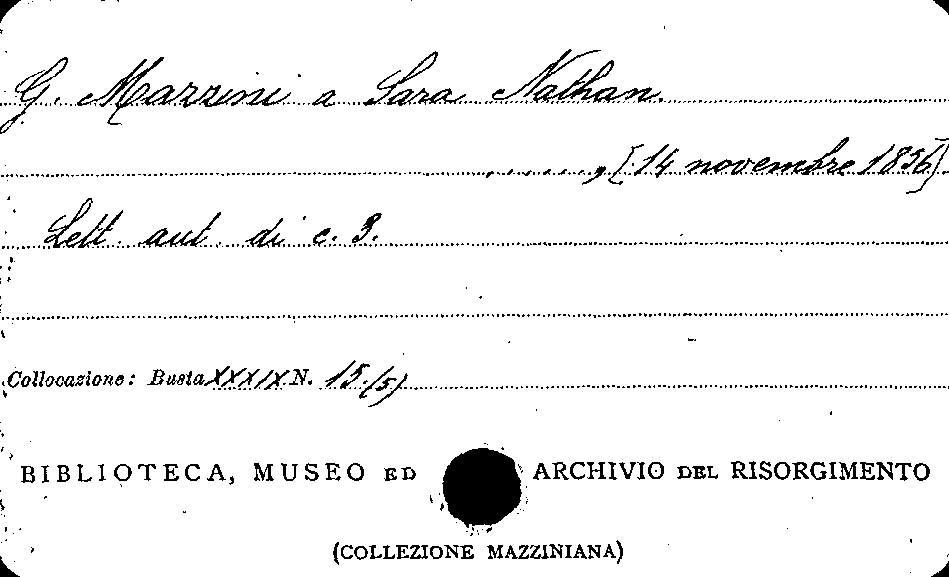 G. Mazzini a Sara Nathan.
......, [14 novembre 1856]
Lett. aut. di c. 3.
Collocazione: Busta XXXIX N. 15.(5)
BIBLIOTECA, MUSEO ED ARCHIVIO DEL RISORGIMENTO
(COLLEZIONE MAZZINIANA)